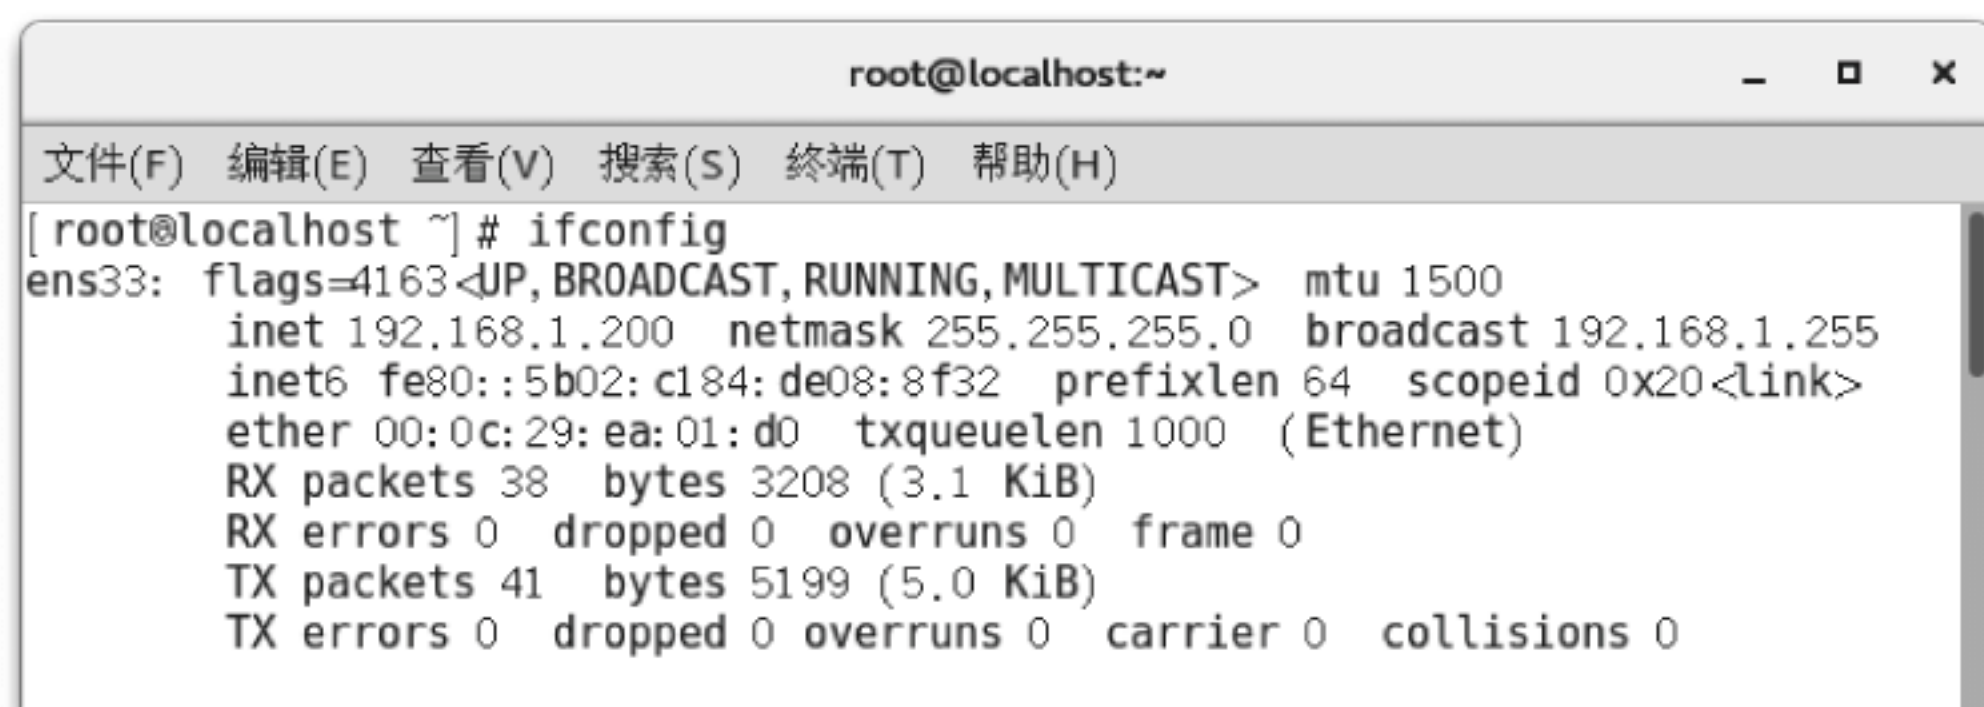 root@localhost:~
文件(F) 编辑(E) 查看(V) 搜索(S) 终端(T) 帮助(H)
[root@localhost ~]# ifconfig
ens33: flags=4163<UP,BROADCAST,RUNNING,MULTICAST>  mtu 1500
        inet 192.168.1.200  netmask 255.255.255.0  broadcast 192.168.1.255
        inet6 fe80::5b02:c184:de08:8f32  prefixlen 64  scopeid 0x20<link>
        ether 00:0c:29:ea:01:d0  txqueuelen 1000  (Ethernet)
        RX packets 38  bytes 3208 (3.1 KiB)
        RX errors 0  dropped 0  overruns 0  frame 0
        TX packets 41  bytes 5199 (5.0 KiB)
        TX errors 0  dropped 0 overruns 0  carrier 0  collisions 0